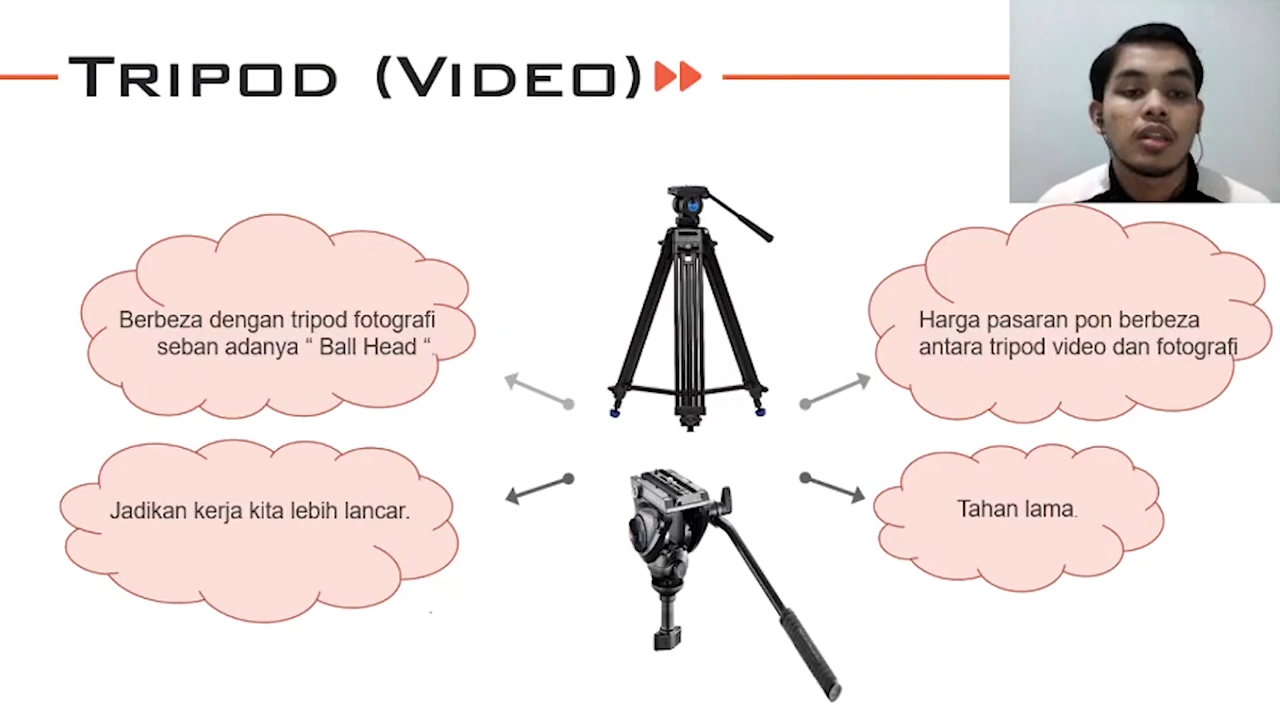 TRIPOD (VIDEO)
Berbeza dengan tripod fotografi
seban adanya “ Ball Head “.
Harga pasaran pon berbeza
antara tripod video dan fotografi
Jadikan kerja kita lebih lancar.
Tahan lama.